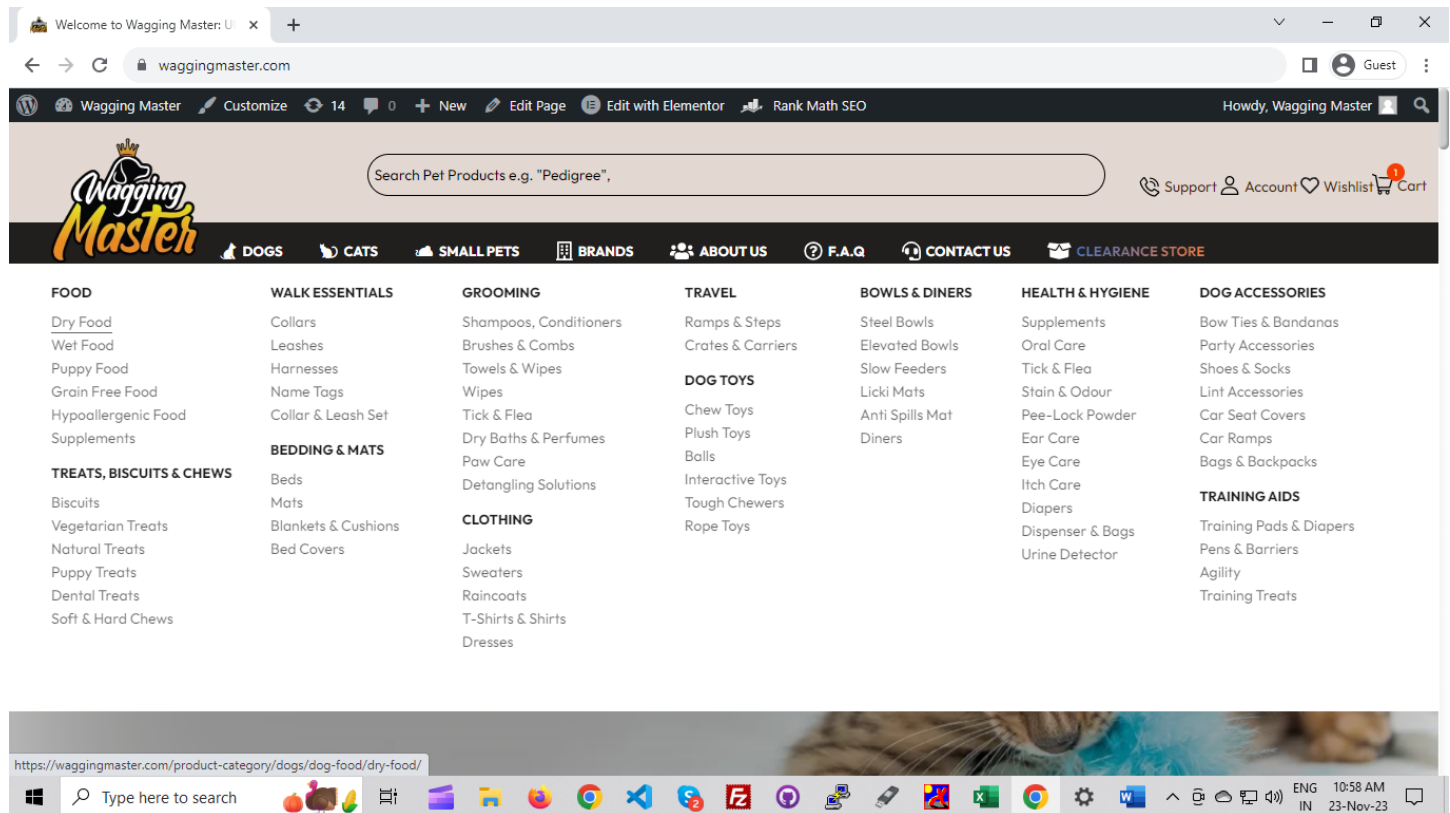 Welcome to Wagging Master: Ul
waggingmaster.com
Guest
Wagging Master Customize 14 0 New Edit Page Edit with Elementor Rank Math SEO
Howdy, Wagging Master
Wagging Master
Search Pet Products e.g. "Pedigree",
Support Account Wishlist 1 Cart
DOGS CATS SMALL PETS BRANDS ABOUT US F.A.Q CONTACT US CLEARANCE STORE
FOOD
Dry Food
Wet Food
Puppy Food
Grain Free Food
Hypoallergenic Food
Supplements
TREATS, BISCUITS & CHEWS
Biscuits
Vegetarian Treats
Natural Treats
Puppy Treats
Dental Treats
Soft & Hard Chews
WALK ESSENTIALS
Collars
Leashes
Harnesses
Name Tags
Collar & Leash Set
BEDDING & MATS
Beds
Mats
Blankets & Cushions
Bed Covers
GROOMING
Shampoos, Conditioners
Brushes & Combs
Towels & Wipes
Wipes
Tick & Flea
Dry Baths & Perfumes
Paw Care
Detangling Solutions
CLOTHING
Jackets
Sweaters
Raincoats
T-Shirts & Shirts
Dresses
TRAVEL
Ramps & Steps
Crates & Carriers
DOG TOYS
Chew Toys
Plush Toys
Balls
Interactive Toys
Tough Chewers
Rope Toys
BOWLS & DINERS
Steel Bowls
Elevated Bowls
Slow Feeders
Licki Mats
Anti Spills Mat
Diners
HEALTH & HYGIENE
Supplements
Oral Care
Tick & Flea
Stain & Odour
Pee-Lock Powder
Ear Care
Eye Care
Itch Care
Diapers
Dispenser & Bags
Urine Detector
DOG ACCESSORIES
Bow Ties & Bandanas
Party Accessories
Shoes & Socks
Lint Accessories
Car Seat Covers
Car Ramps
Bags & Backpacks
TRAINING AIDS
Training Pads & Diapers
Pens & Barriers
Agility
Training Treats
https://waggingmaster.com/product-category/dogs/dog-food/dry-food/
Type here to search
ENG
IN
10:58 AM
23-Nov-23